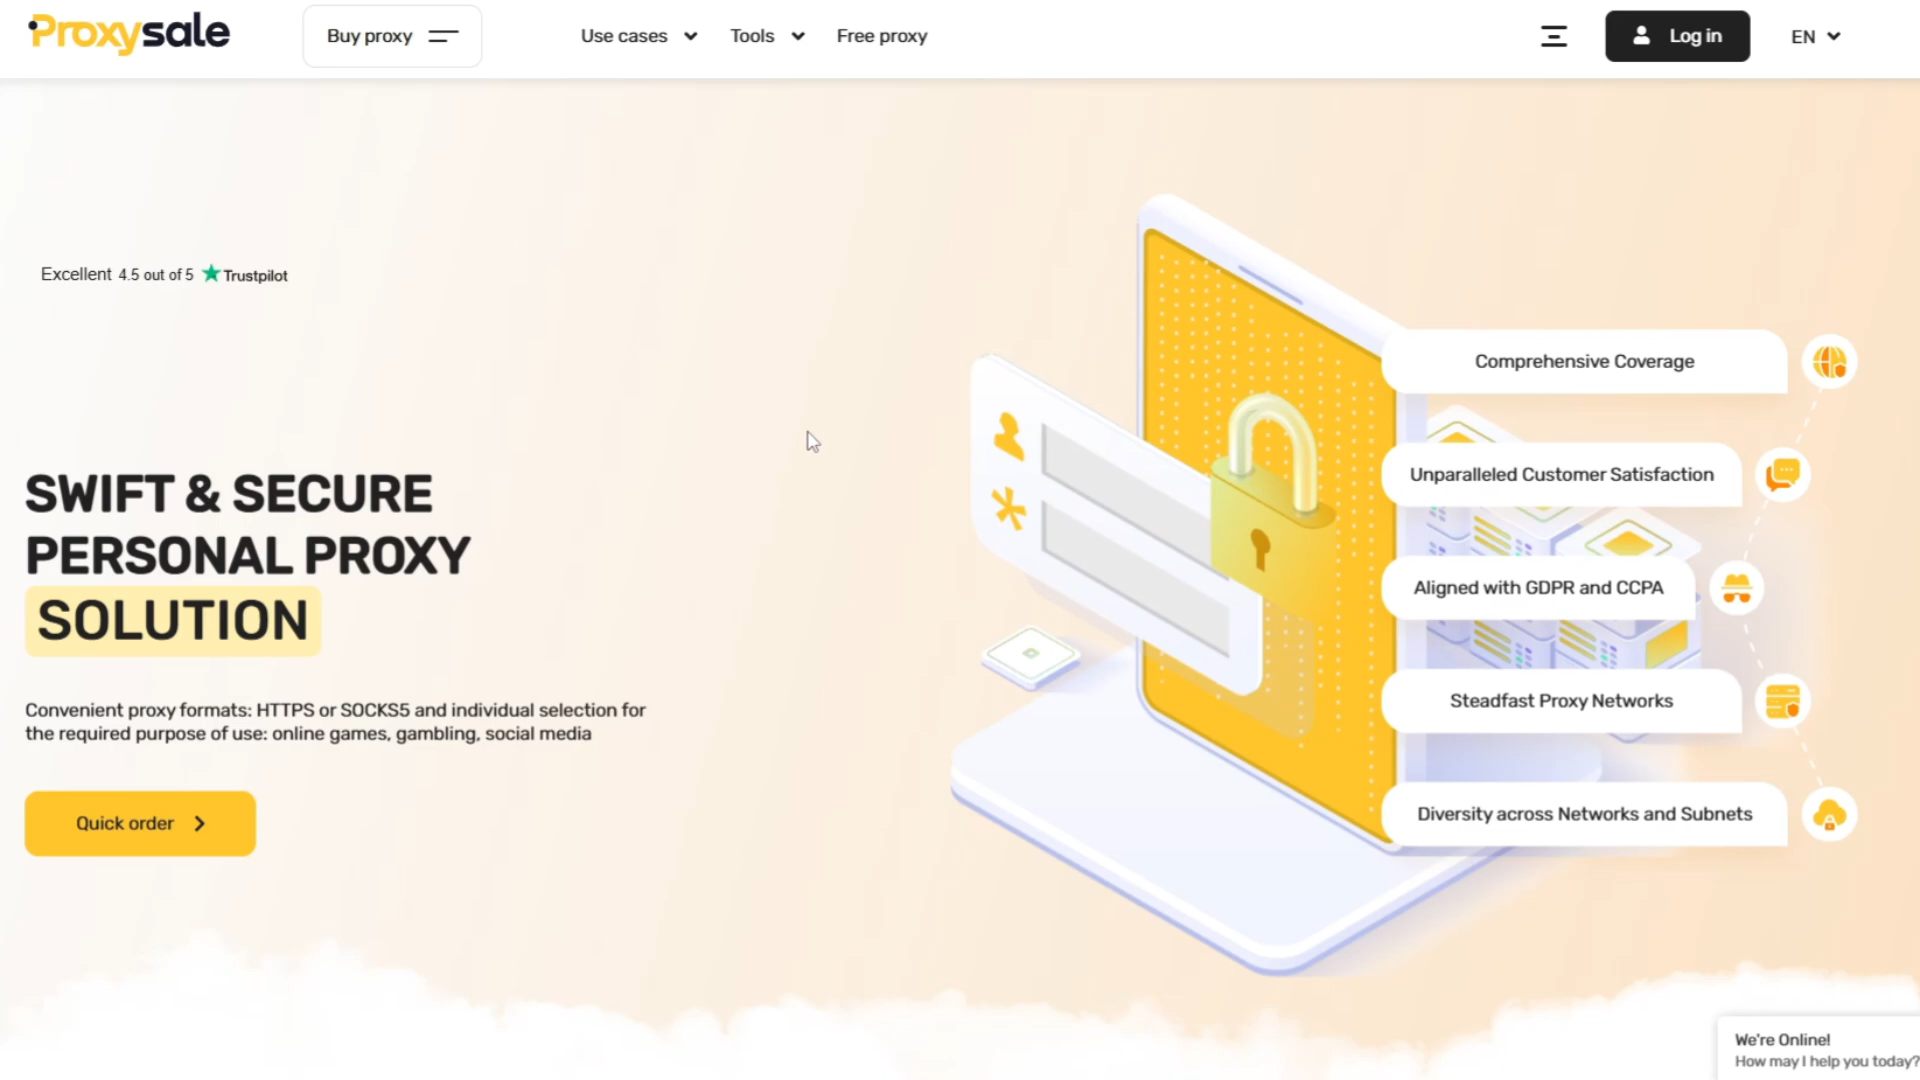 Proxysale
Buy proxy
Use cases
Tools
Free proxy
Log in
EN
Excellent 4.5 out of 5 Trustpilot
SWIFT & SECURE
PERSONAL PROXY
SOLUTION
Convenient proxy formats: HTTPS or SOCKS5 and individual selection for
the required purpose of use: online games, gambling, social media
Quick order
Comprehensive Coverage
Unparalleled Customer Satisfaction
Aligned with GDPR and CCPA
Steadfast Proxy Networks
Diversity across Networks and Subnets
We're Online!
How may I help you today?